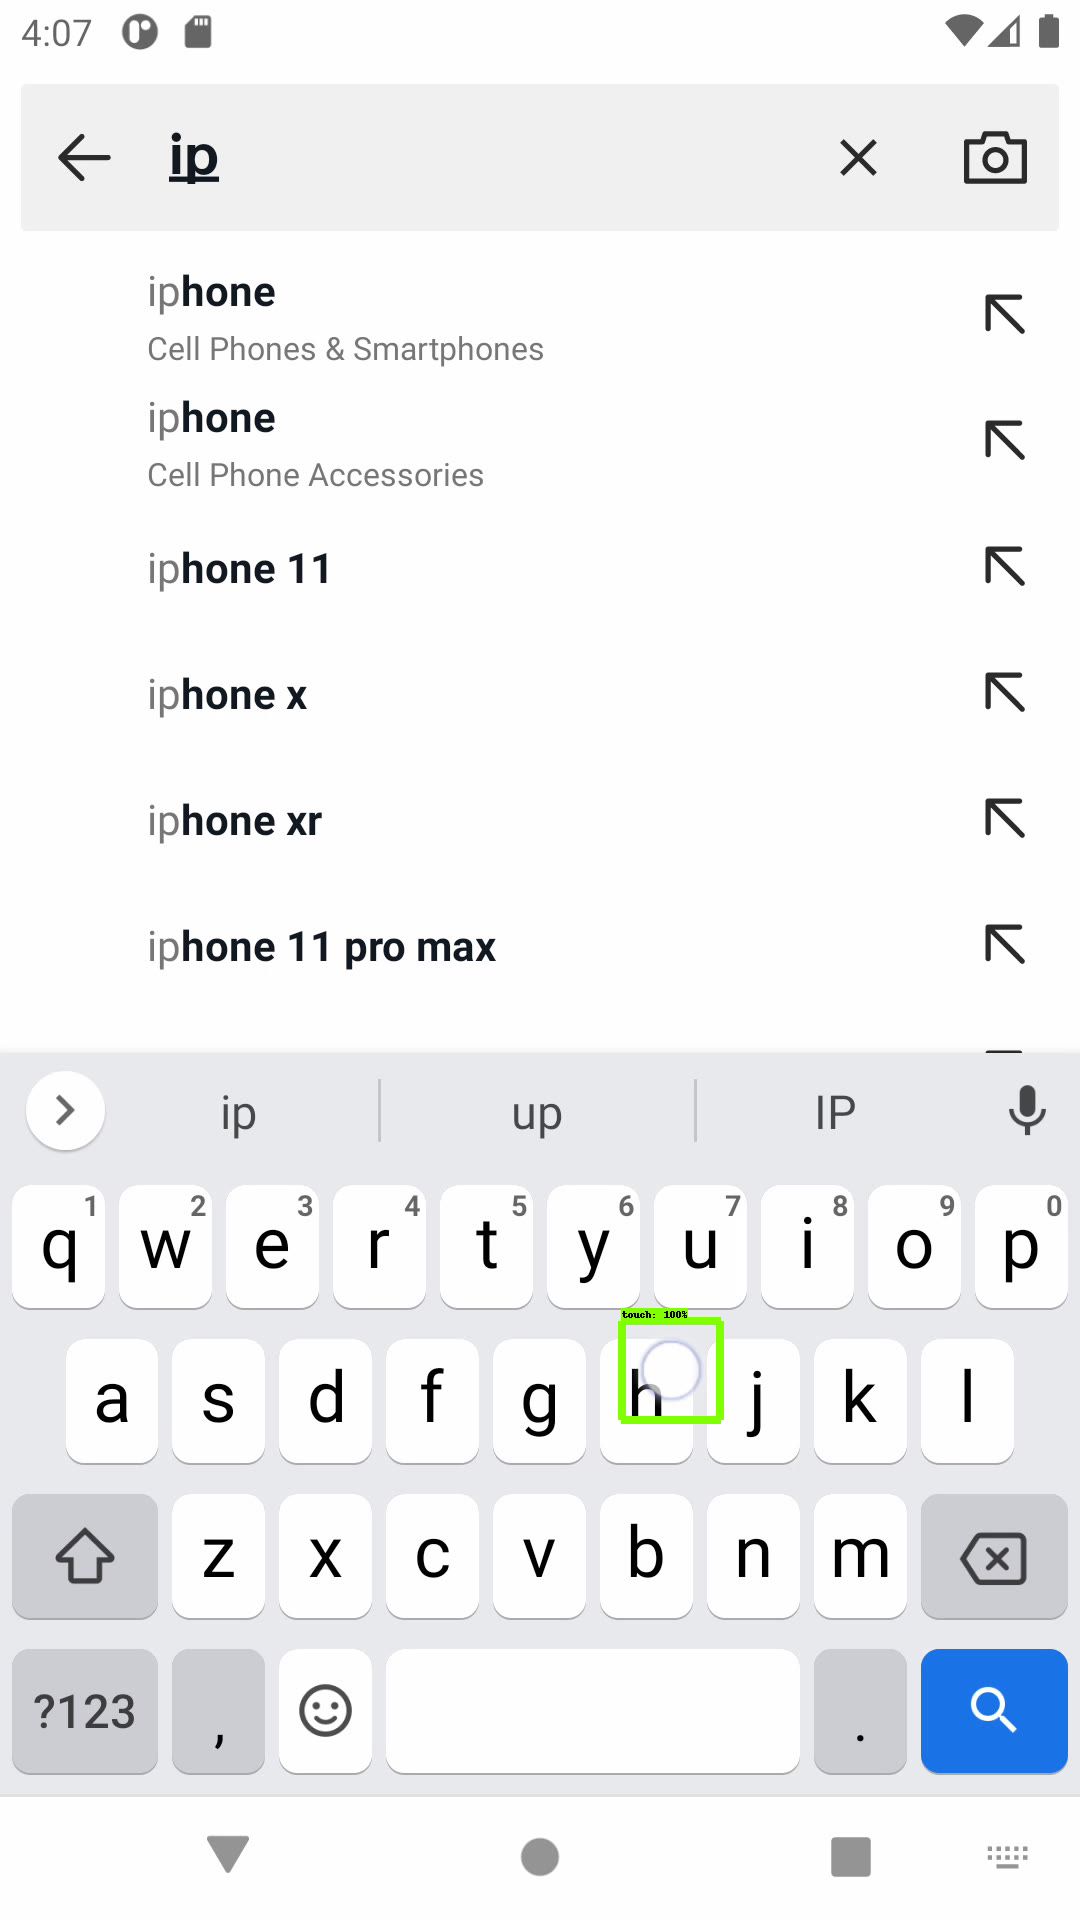 4:07
ip
iphone
Cell Phones & Smartphones
iphone
Cell Phone Accessories
iphone 11
iphone x
iphone xr
iphone 11 pro max
ip up IP
1 2 3 4 5 6 7 8 9 0
q w e r t y u i o p
touch: 100%
a s d f g h j k l
z x c v b n m
?123 , .